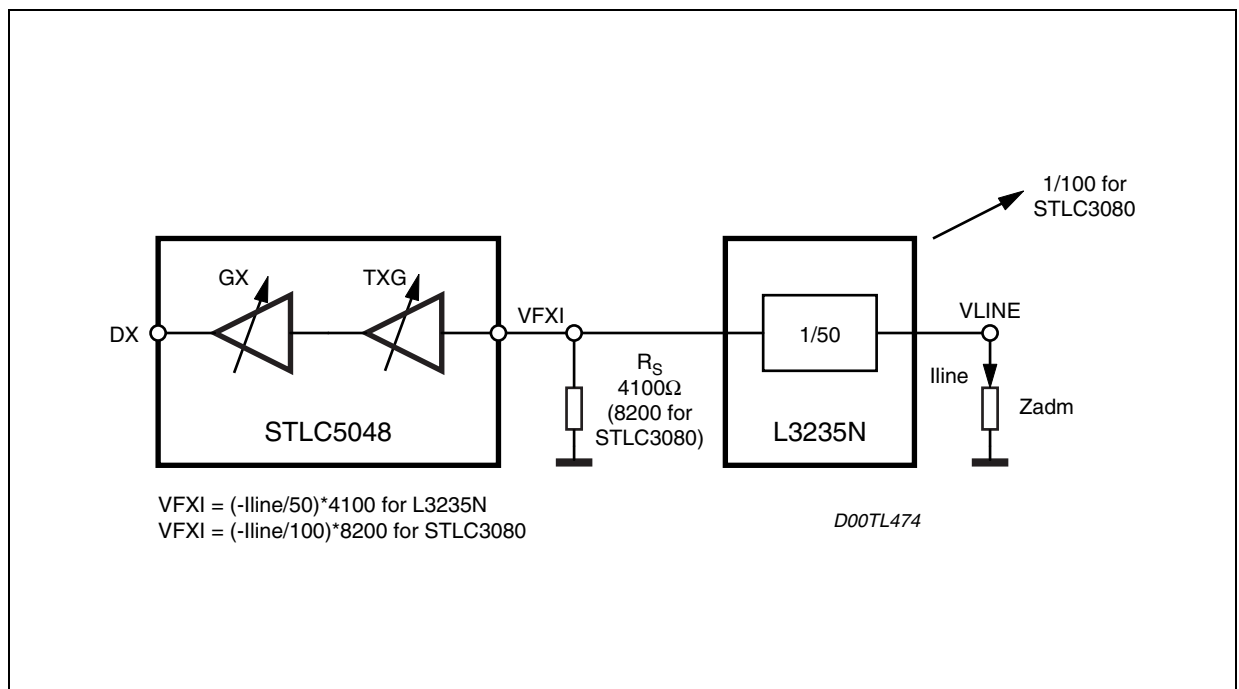 1/100 for
STLC3080
GX
TXG
VFXI
VLINE
DX
1/50
RS
4100Ω
(8200 for
STLC3080)
Iline
Zadm
STLC5048
L3235N
VFXI = (-Iline/50)*4100 for L3235N
VFXI = (-Iline/100)*8200 for STLC3080
D00TL474